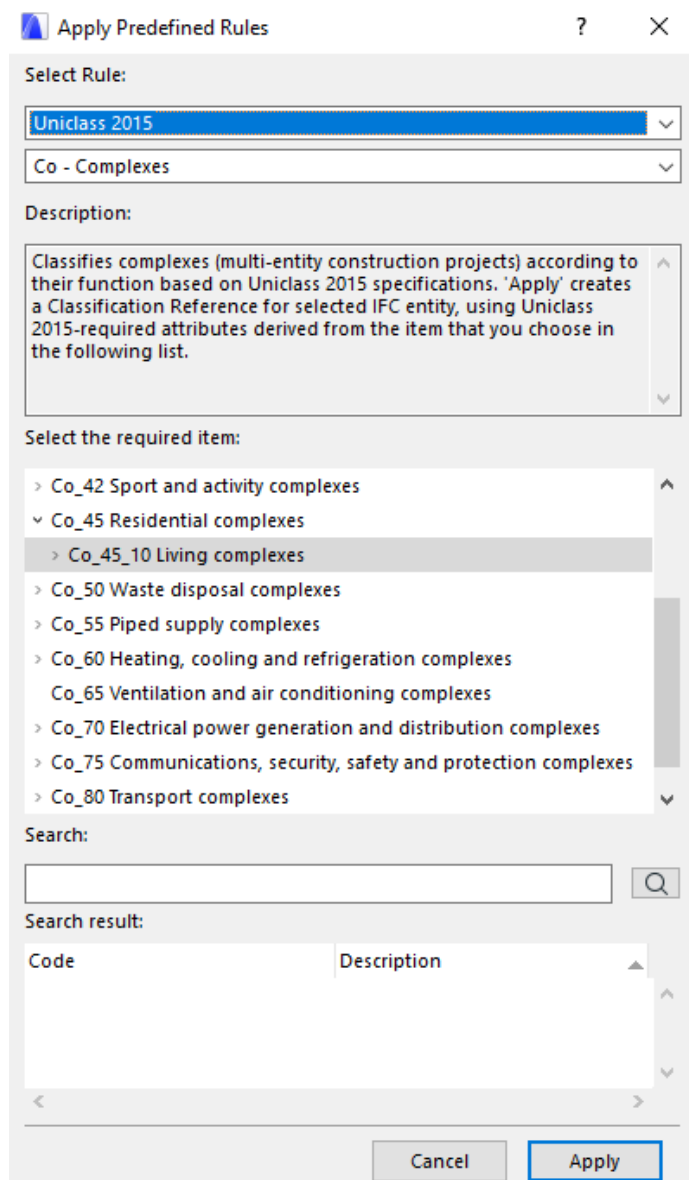 Apply Predefined Rules
Select Rule:
Uniclass 2015
Co - Complexes
Description:
Classifies complexes (multi-entity construction projects) according to
their function based on Uniclass 2015 specifications. 'Apply' creates
a Classification Reference for selected IFC entity, using Uniclass
2015-required attributes derived from the item that you choose in
the following list.
Select the required item:
Co_42 Sport and activity complexes
Co_45 Residential complexes
Co_45_10 Living complexes
Co_50 Waste disposal complexes
Co_55 Piped supply complexes
Co_60 Heating, cooling and refrigeration complexes
Co_65 Ventilation and air conditioning complexes
Co_70 Electrical power generation and distribution complexes
Co_75 Communications, security, safety and protection complexes
Co_80 Transport complexes
Search:
Search result:
Code Description
Cancel Apply